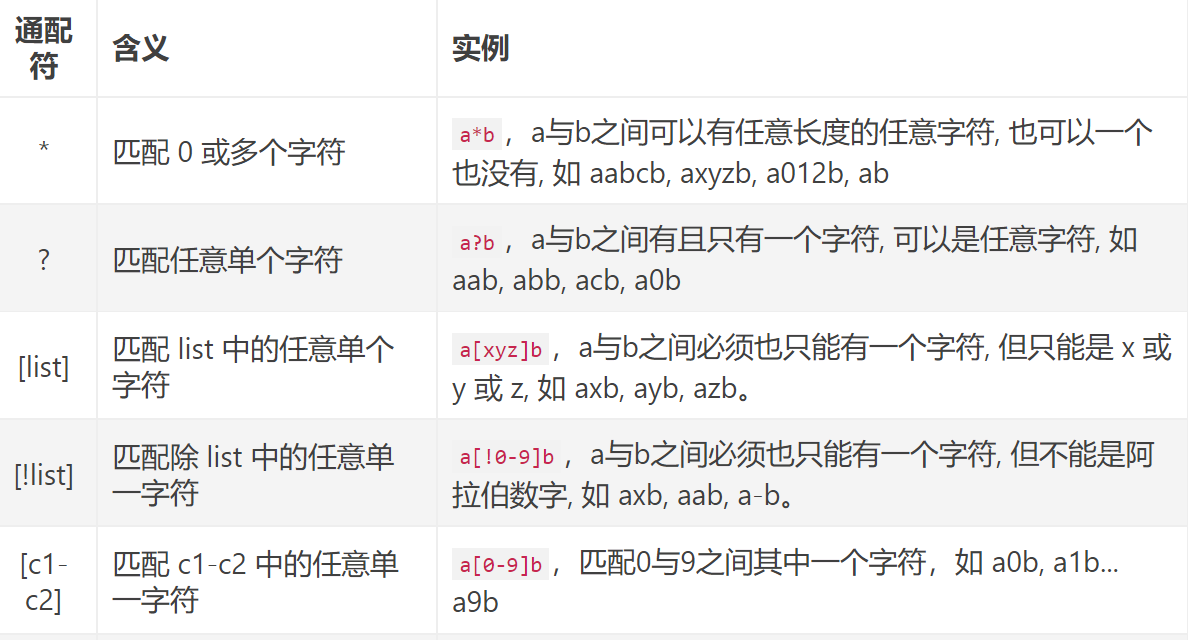 通配
符
含义
实例
*
匹配 0 或多个字符
a*b，a与b之间可以有任意长度的任意字符, 也可以一个
也没有, 如 aabcb, axyzb, a012b, ab
?
匹配任意单个字符
a?b，a与b之间有且只有一个字符, 可以是任意字符, 如
aab, abb, acb, a0b
[list]
匹配 list 中的任意单个
字符
a[xyz]b，a与b之间必须也只能有一个字符, 但只能是 x 或
y 或 z, 如 axb, ayb, azb。
[!list]
匹配除 list 中的任意单
一字符
a[!0-9]b，a与b之间必须也只能有一个字符, 但不能是阿
拉伯数字, 如 axb, aab, a-b。
[c1-
c2]
匹配 c1-c2 中的任意单
一字符
a[0-9]b，匹配0与9之间其中一个字符，如 a0b, a1b...
a9b